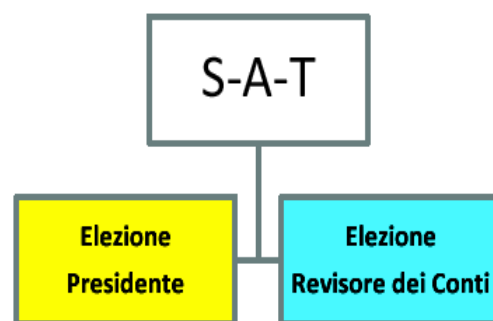 S-A-T
Elezione
Presidente
Elezione
Revisore dei Conti